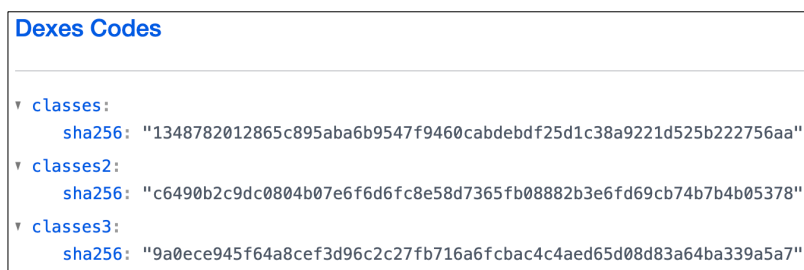 Dexes Codes
▼ classes:
sha256: "1348782012865c895aba6b9547f9460cabdebdf25d1c38a9221d525b222756aa"
▼ classes2:
sha256: "c6490b2c9dc0804b07e6f6d6fc8e58d7365fb08882b3e6fd69cb74b7b4b05378"
▼ classes3:
sha256: "9a0ece945f64a8cef3d96c2c27fb716a6fcbac4c4aed65d08d83a64ba339a5a7"